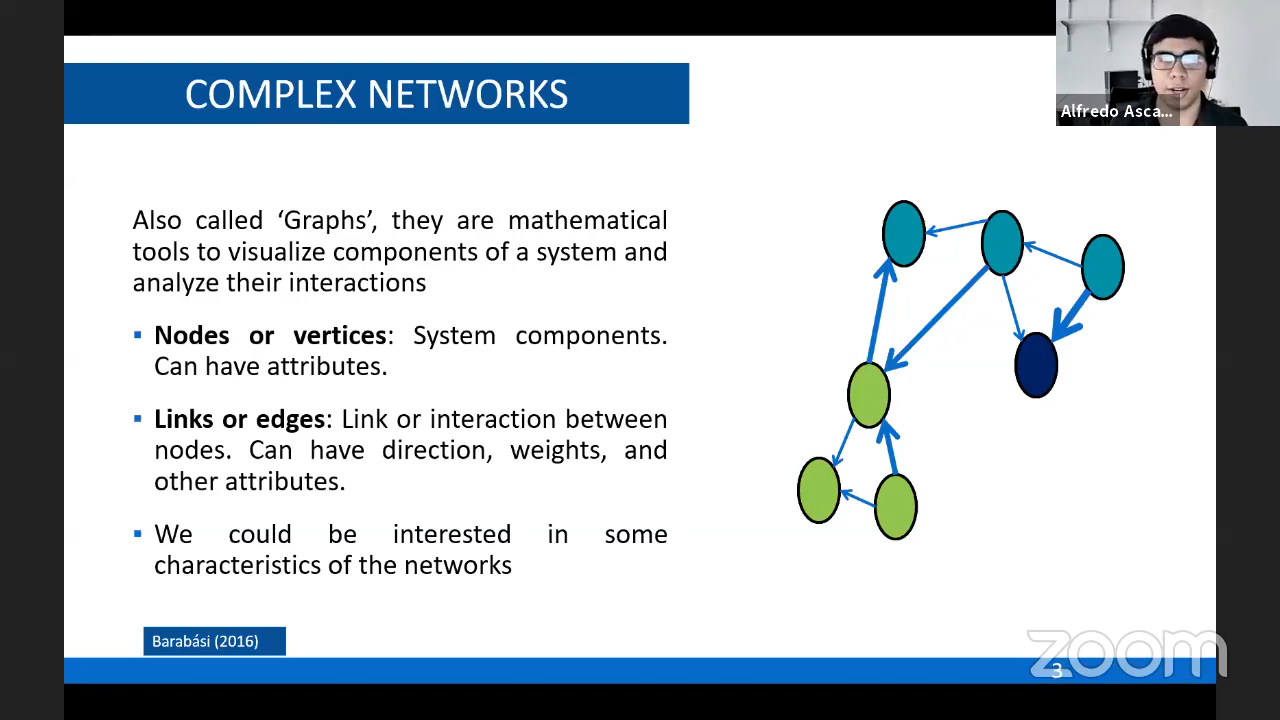 COMPLEX NETWORKS
Alfredo Asca...
Also called ‘Graphs’, they are mathematical
tools to visualize components of a system and
analyze their interactions
▪ Nodes or vertices: System components.
Can have attributes.
▪ Links or edges: Link or interaction between
nodes. Can have direction, weights, and
other attributes.
▪ We could be interested in some
characteristics of the networks
Barabási (2016)
zoom
3